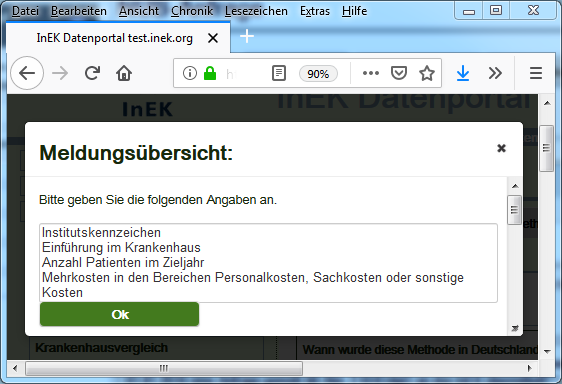 Datei Bearbeiten Ansicht Chronik Lesezeichen Extras Hilfe
InEK Datenportal test.inek.org
90%
InEK
InEK Datenportal
Meldungsübersicht:
Bitte geben Sie die folgenden Angaben an.
Institutskennzeichen
Einführung im Krankenhaus
Anzahl Patienten im Zieljahr
Mehrkosten in den Bereichen Personalkosten, Sachkosten oder sonstige
Kosten
Ok
Krankenhausvergleich
Wann wurde diese Methode in Deutschland